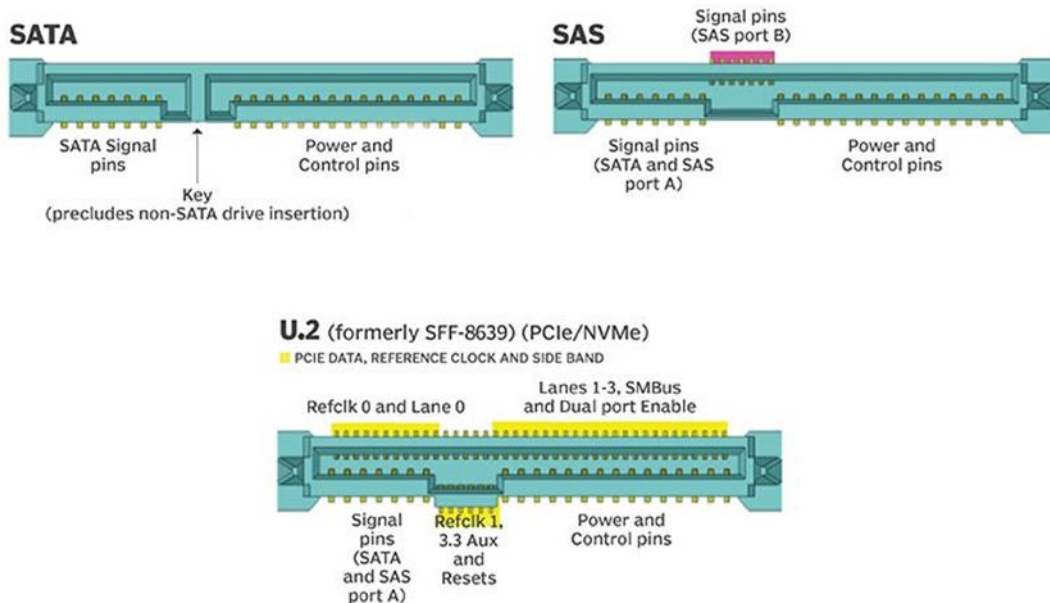 SATA
SATA Signal
pins
Power and
Control pins
Key
(precludes non-SATA drive insertion)
SAS
Signal pins
(SAS port B)
Signal pins
(SATA and SAS
port A)
Power and
Control pins
U.2 (formerly SFF-8639) (PCIe/NVMe)
PCIE DATA, REFERENCE CLOCK AND SIDE BAND
Refclk 0 and Lane 0
Lanes 1-3, SMBus
and Dual port Enable
Signal
pins
(SATA
and SAS
port A)
Refclk 1,
3.3 Aux
and
Resets
Power and
Control pins